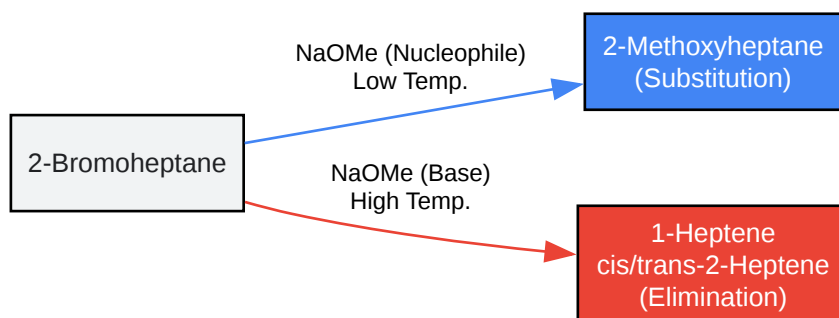 2-Bromoheptane
NaOMe (Nucleophile)
Low Temp.
2-Methoxyheptane
(Substitution)
NaOMe (Base)
High Temp.
1-Heptene
cis/trans-2-Heptene
(Elimination)